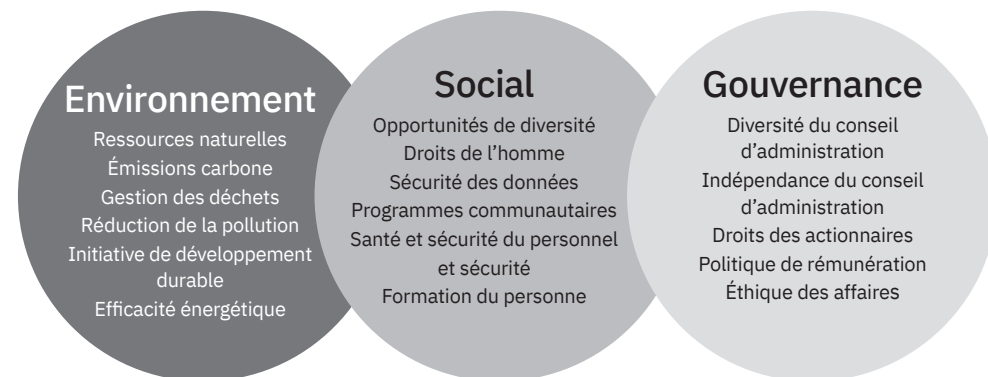 Environnement
Ressources naturelles
Émissions carbone
Gestion des déchets
Réduction de la pollution
Initiative de développement
durable
Efficacité énergétique
Social
Opportunités de diversité
Droits de l’homme
Sécurité des données
Programmes communautaires
Santé et sécurité du personnel
et sécurité
Formation du personne
Gouvernance
Diversité du conseil
d’administration
Indépendance du conseil
d’administration
Droits des actionnaires
Politique de rémunération
Éthique des affaires